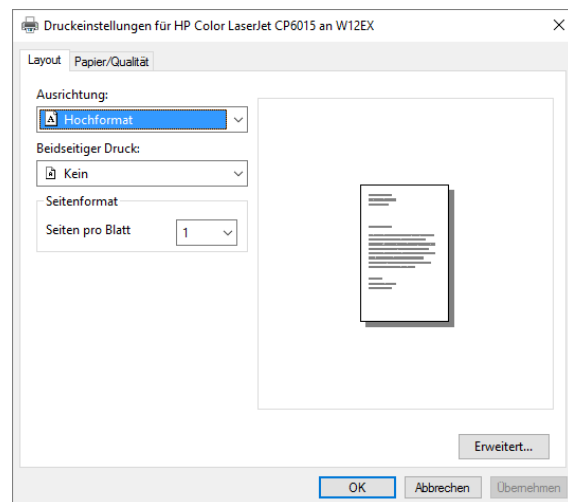 Druckeinstellungen für HP Color LaserJet CP6015 an W12EX
Layout Papier/Qualität
Ausrichtung:
A Hochformat
Beidseitiger Druck:
A Kein
Seitenformat
Seiten pro Blatt 1
Erweitert...
OK Abbrechen Übernehmen